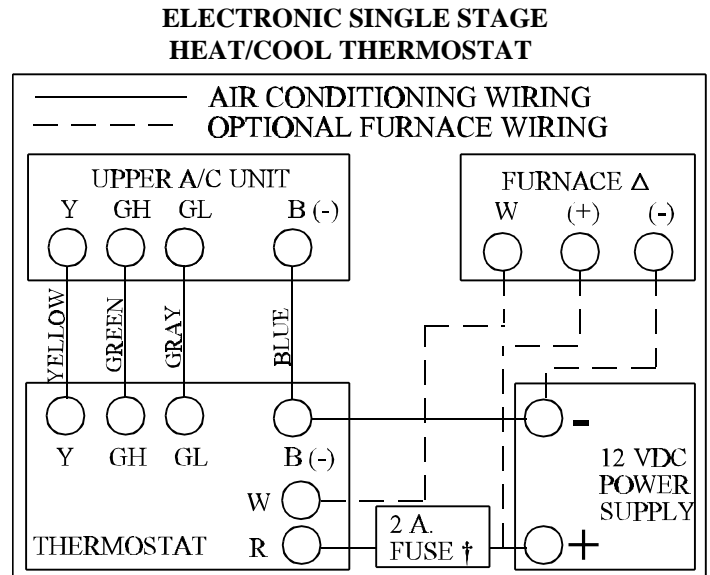 ELECTRONIC SINGLE STAGE
HEAT/COOL THERMOSTAT
AIR CONDITIONING WIRING
OPTIONAL FURNACE WIRING
UPPER A/C UNIT
Y GH GL B (-)
FURNACE Δ
W (+) (-)
YELLOW
GREEN
GRAY
BLUE
Y GH GL B (-)
W
R
THERMOSTAT
2 A.
FUSE †
-
12 VDC
POWER
SUPPLY
+